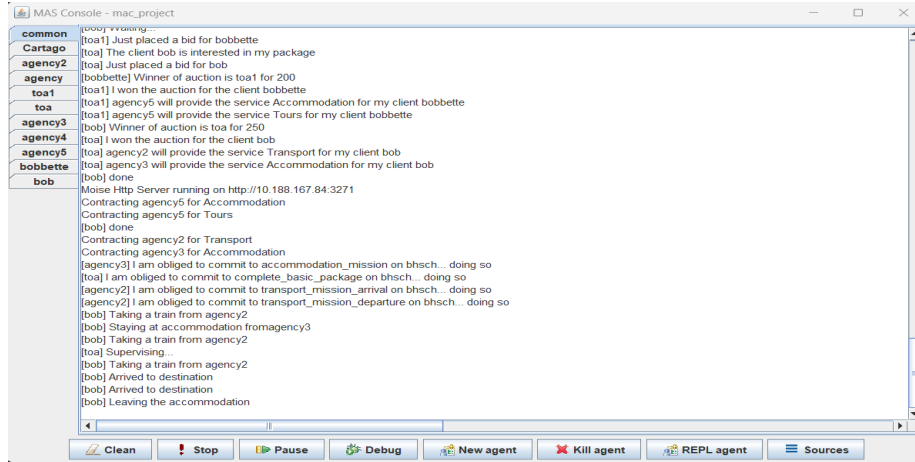 MAS Console - mac_project
common
Cartago
agency2
agency
toa1
toa
agency3
agency4
agency5
bobbette
bob
[bob] Waiting...
[toa1] Just placed a bid for bobbette
[toa] The client bob is interested in my package
[toa] Just placed a bid for bob
[bobbette] Winner of auction is toa1 for 200
[toa1] I won the auction for the client bobbette
[toa1] agency5 will provide the service Accommodation for my client bobbette
[toa1] agency5 will provide the service Tours for my client bobbette
[bob] Winner of auction is toa for 250
[toa] I won the auction for the client bob
[toa] agency2 will provide the service Transport for my client bob
[toa] agency3 will provide the service Accommodation for my client bob
[bob] done
Moise Http Server running on http://10.188.167.84:3271
Contracting agency5 for Accommodation
Contracting agency5 for Tours
[bob] done
Contracting agency2 for Transport
Contracting agency3 for Accommodation
[agency3] I am obliged to commit to accommodation_mission on bhsch... doing so
[toa] I am obliged to commit to complete_basic_package on bhsch... doing so
[agency2] I am obliged to commit to transport_mission_arrival on bhsch... doing so
[agency2] I am obliged to commit to transport_mission_departure on bhsch... doing so
[bob] Taking a train from agency2
[bob] Staying at accommodation fromagency3
[bob] Taking a train from agency2
[toa] Supervising...
[bob] Taking a train from agency2
[bob] Arrived to destination
[bob] Arrived to destination
[bob] Leaving the accommodation
Clean Stop Pause Debug New agent Kill agent REPL agent Sources